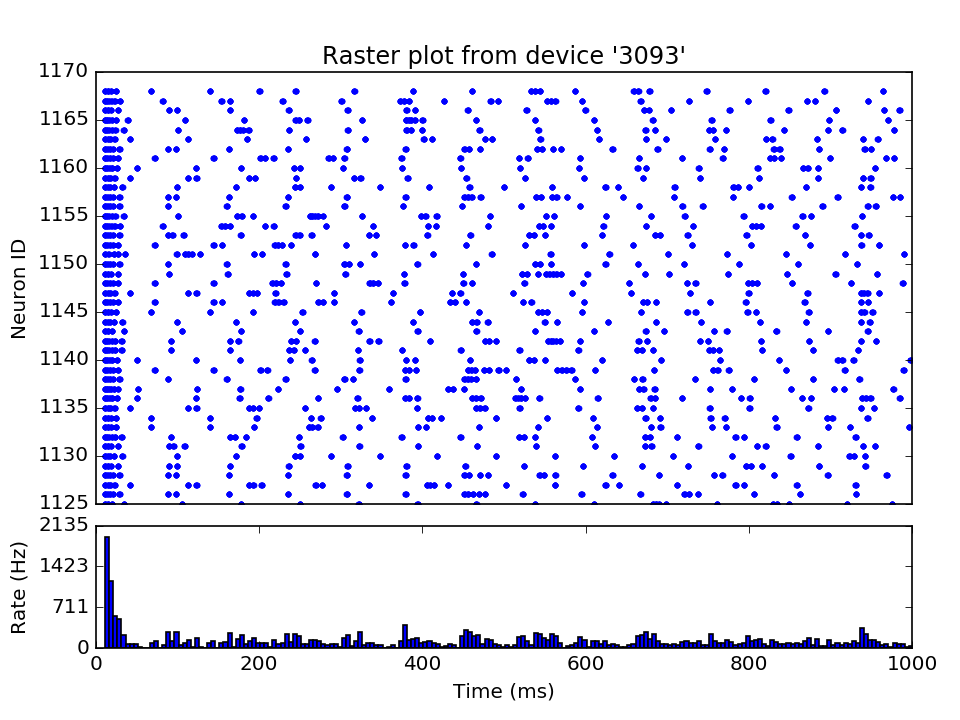 Raster plot from device '3093'
Neuron ID
1170
1165
1160
1155
1150
1145
1140
1135
1130
1125
Rate (Hz)
2135
1423
711
0
0 200 400 600 800 1000
Time (ms)